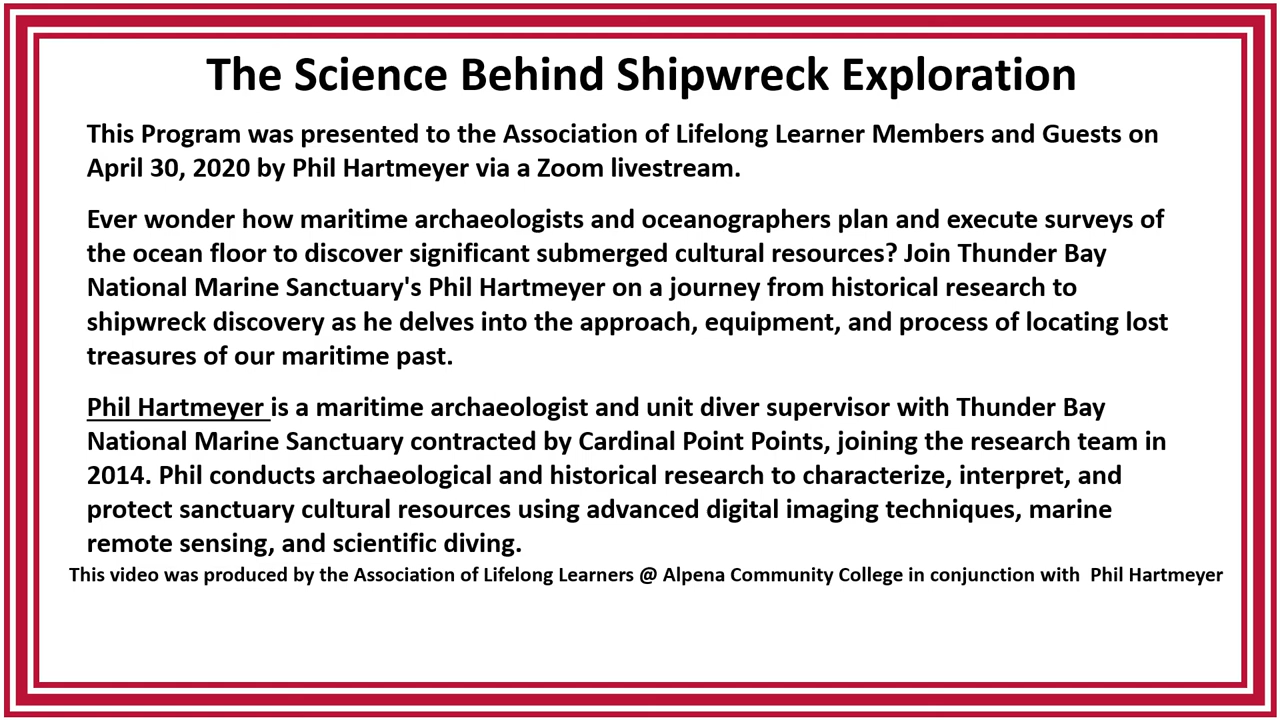 The Science Behind Shipwreck Exploration
This Program was presented to the Association of Lifelong Learner Members and Guests on
April 30, 2020 by Phil Hartmeyer via a Zoom livestream.
Ever wonder how maritime archaeologists and oceanographers plan and execute surveys of
the ocean floor to discover significant submerged cultural resources? Join Thunder Bay
National Marine Sanctuary's Phil Hartmeyer on a journey from historical research to
shipwreck discovery as he delves into the approach, equipment, and process of locating lost
treasures of our maritime past.
Phil Hartmeyer is a maritime archaeologist and unit diver supervisor with Thunder Bay
National Marine Sanctuary contracted by Cardinal Point Points, joining the research team in
2014. Phil conducts archaeological and historical research to characterize, interpret, and
protect sanctuary cultural resources using advanced digital imaging techniques, marine
remote sensing, and scientific diving.
This video was produced by the Association of Lifelong Learners @ Alpena Community College in conjunction with Phil Hartmeyer